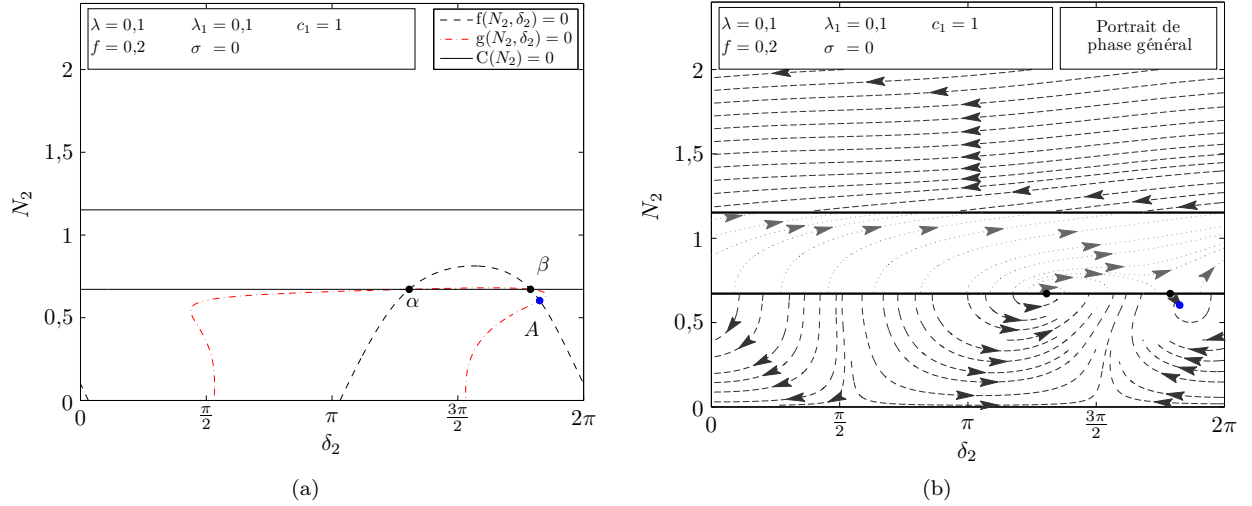 λ = 0,1 λ₁ = 0,1 c₁ = 1
f = 0,2 σ = 0
f(N₂, δ₂) = 0
g(N₂, δ₂) = 0
C(N₂) = 0
2
1,5
1
0,5
0
N₂
α
β
A
0 π/2 π 3π/2 2π
δ₂
(a)
λ = 0,1 λ₁ = 0,1 c₁ = 1
f = 0,2 σ = 0
Portrait de
phase général
2
1,5
1
0,5
0
N₂
0 π/2 π 3π/2 2π
δ₂
(b)